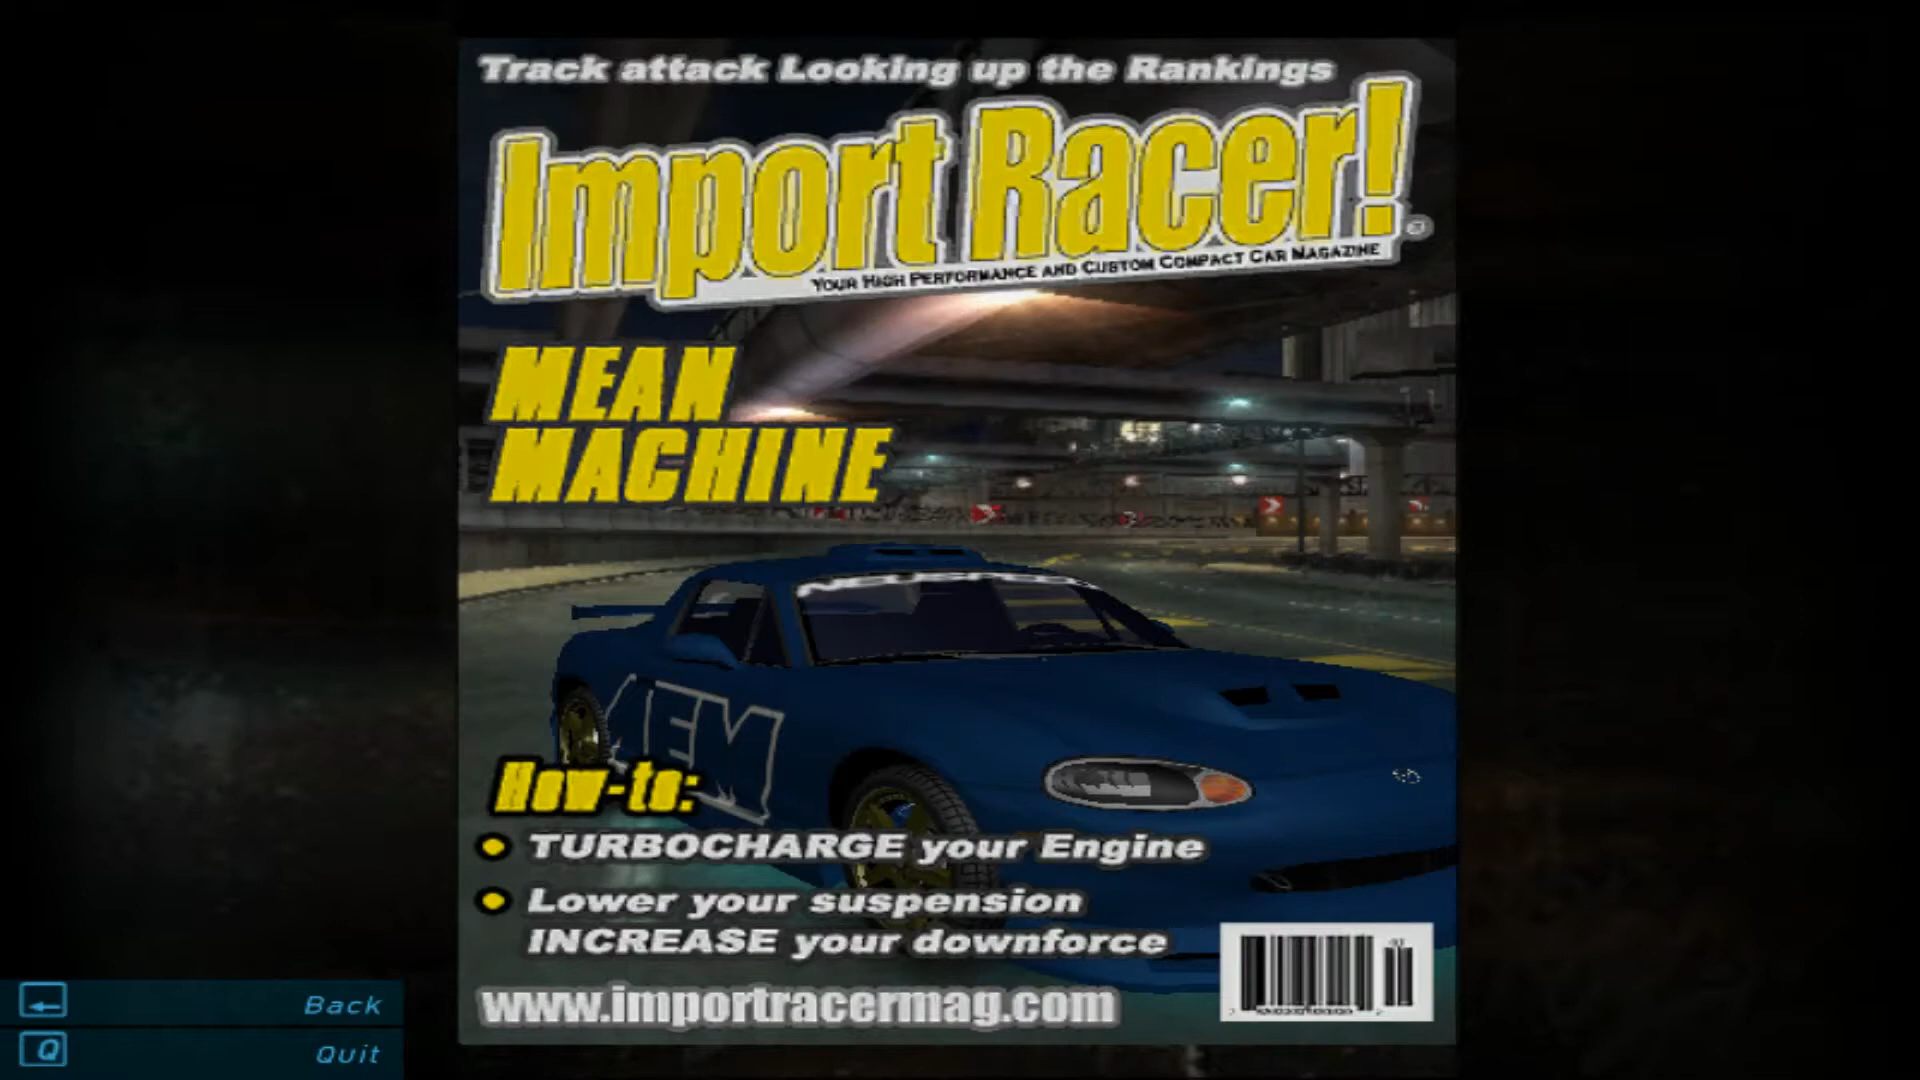 Track attack Looking up the Rankings
Import Racer!
YOUR HIGH PERFORMANCE AND CUSTOM COMPACT CAR MAGAZINE
MEAN
MACHINE
AEM
How-to:
TURBOCHARGE your Engine
Lower your suspension
INCREASE your downforce
www.importracermag.com
Back
Q
Quit